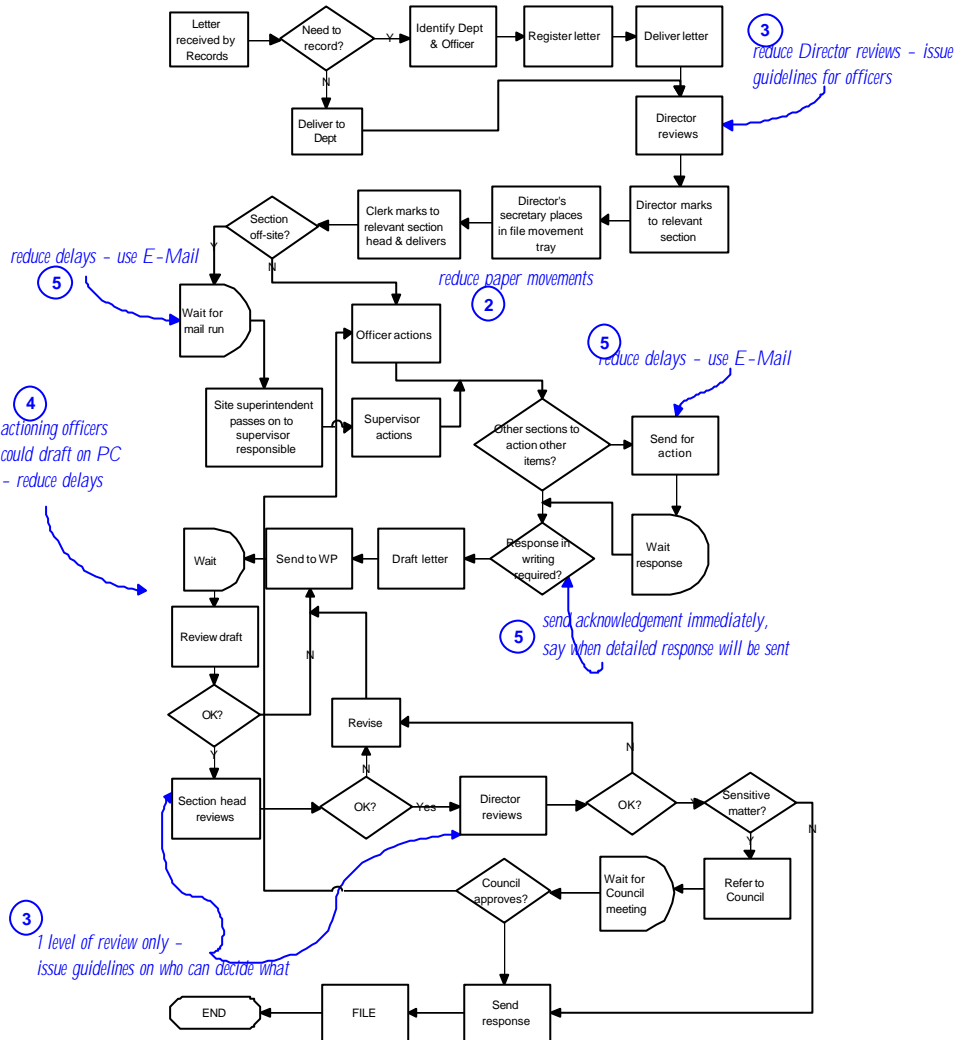 Letter
received by
Records
Need to
record?
Y
Identify Dept
& Officer
Register letter
Deliver letter
3
reduce Director reviews - issue
guidelines for officers
N
Deliver to
Dept
Director
reviews
Section
off-site?
Clerk marks to
relevant section
head & delivers
Director's
secretary places
in file movement
tray
Director marks
to relevant
section
reduce delays - use E-Mail
5
Y
N
reduce paper movements
2
Wait for
mail run
Officer actions
5
reduce delays - use E-Mail
4
actioning officers
could draft on PC
- reduce delays
Site superintendent
passes on to
supervisor
responsible
Supervisor
actions
Other sections to
action other
items?
Send for
action
Wait
Send to WP
Draft letter
Response in
writing
required?
Wait
response
Review draft
N
5
send acknowledgement immediately,
say when detailed response will be sent
OK?
Revise
Y
N
N
Section head
reviews
OK?
Yes
Director
reviews
OK?
Sensitive
matter?
N
Y
Council
approves?
Wait for
Council
meeting
Refer to
Council
3
1 level of review only -
issue guidelines on who can decide what
END
FILE
Send
response